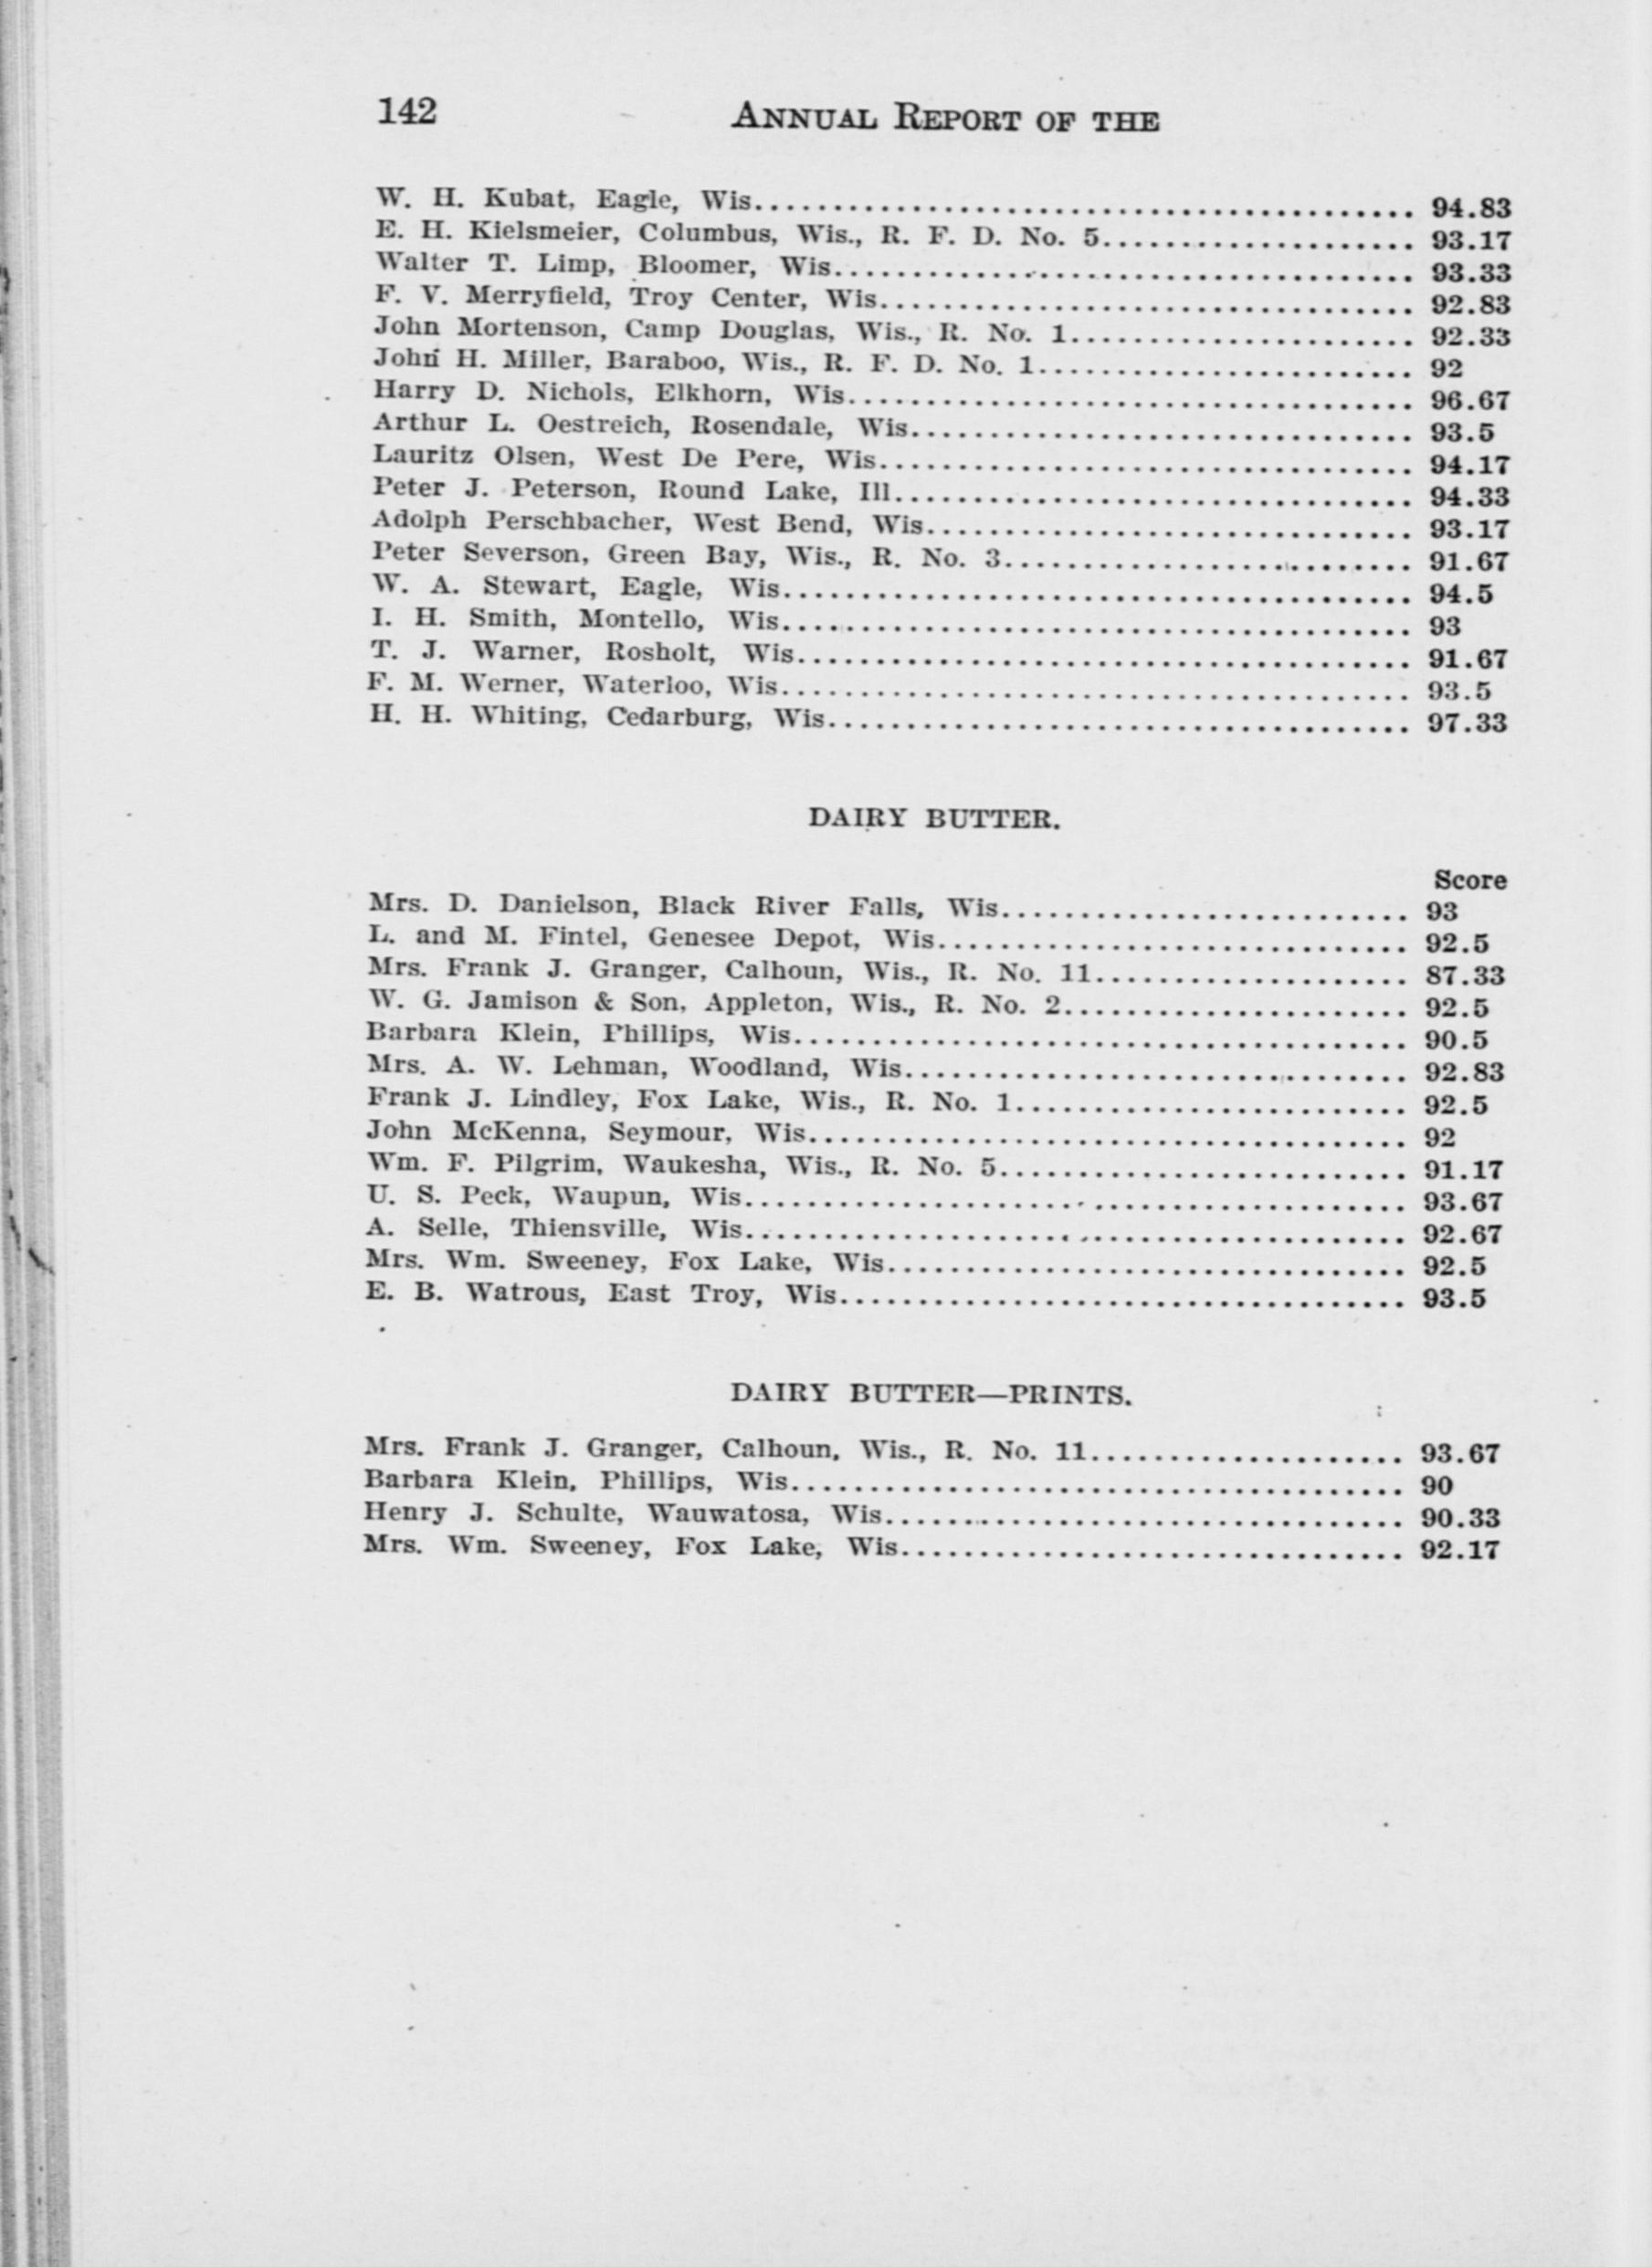 142 ANNUAL REPORT OF THE
W. H. Kubat, Eagle, Wis. 94.83
E. H. Kielsmeier, Columbus, Wis., R. F. D. No. 5. 93.17
Walter T. Limp, Bloomer, Wis. 93.33
F. V. Merryfield, Troy Center, Wis. 92.83
John Mortenson, Camp Douglas, Wis., R. No. 1. 92.33
John H. Miller, Baraboo, Wis., R. F. D. No. 1. 92
Harry D. Nichols, Elkhorn, Wis. 96.67
Arthur L. Oestreich, Rosendale, Wis. 93.5
Lauritz Olsen, West De Pere, Wis. 94.17
Peter J. Peterson, Round Lake, Ill. 94.33
Adolph Perschbacher, West Bend, Wis. 93.17
Peter Severson, Green Bay, Wis., R. No. 3. 91.67
W. A. Stewart, Eagle, Wis. 94.5
I. H. Smith, Montello, Wis. 93
T. J. Warner, Rosholt, Wis. 91.67
F. M. Werner, Waterloo, Wis. 93.5
H. H. Whiting, Cedarburg, Wis. 97.33
DAIRY BUTTER.
Score
Mrs. D. Danielson, Black River Falls, Wis. 93
L. and M. Fintel, Genesee Depot, Wis. 92.5
Mrs. Frank J. Granger, Calhoun, Wis., R. No. 11. 87.33
W. G. Jamison & Son, Appleton, Wis., R. No. 2. 92.5
Barbara Klein, Phillips, Wis. 90.5
Mrs. A. W. Lehman, Woodland, Wis. 92.83
Frank J. Lindley, Fox Lake, Wis., R. No. 1. 92.5
John McKenna, Seymour, Wis. 92
Wm. F. Pilgrim, Waukesha, Wis., R. No. 5. 91.17
U. S. Peck, Waupun, Wis. 93.67
A. Selle, Thiensville, Wis. 92.67
Mrs. Wm. Sweeney, Fox Lake, Wis. 92.5
E. B. Watrous, East Troy, Wis. 93.5
DAIRY BUTTER—PRINTS.
Mrs. Frank J. Granger, Calhoun, Wis., R. No. 11. 93.67
Barbara Klein, Phillips, Wis. 90
Henry J. Schulte, Wauwatosa, Wis. 90.33
Mrs. Wm. Sweeney, Fox Lake, Wis. 92.17